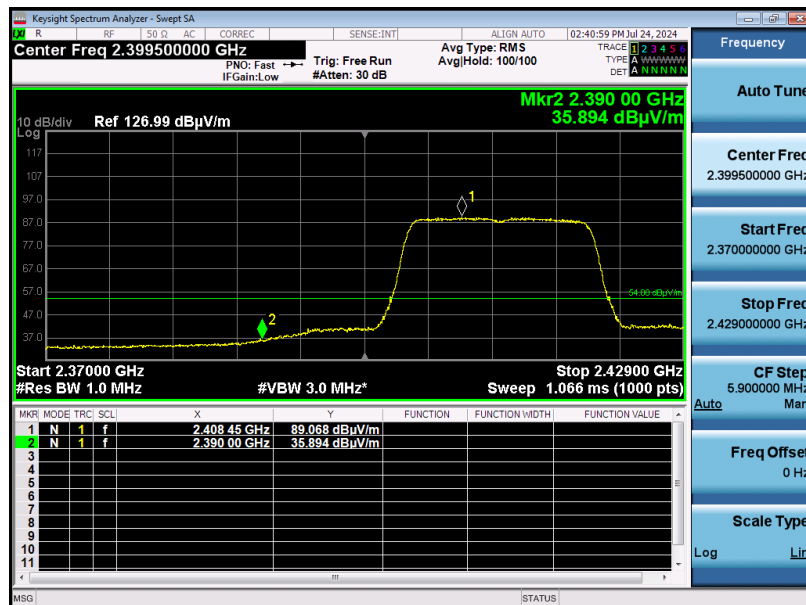 Keysight Spectrum Analyzer - Swept SA
LXI R RF 50 Ω AC CORREC SENSE:INT ALIGN AUTO 02:40:59 PM Jul 24, 2024
Center Freq 2.399500000 GHz
PNO: Fast
IFGain:Low
Trig: Free Run
#Atten: 30 dB
Avg Type: RMS
Avg|Hold: 100/100
TRACE 1 2 3 4 5 6
TYPE A WWWWW
DET A N N N N N
Mkr2 2.390 00 GHz
35.894 dBµV/m
10 dB/div Ref 126.99 dBµV/m
Log
117
107
97.0
87.0
77.0
67.0
57.0
47.0
37.0
1
2
54.00 dBµV/m
Start 2.37000 GHz Stop 2.42900 GHz
#Res BW 1.0 MHz #VBW 3.0 MHz* Sweep 1.066 ms (1000 pts)
MKR MODE TRC SCL X Y FUNCTION FUNCTION WIDTH FUNCTION VALUE
1 N 1 f 2.408 45 GHz 89.068 dBµV/m
2 N 1 f 2.390 00 GHz 35.894 dBµV/m
3
4
5
6
7
8
9
10
11
MSG STATUS
Frequency
Auto Tune
Center Freq
2.399500000 GHz
Start Freq
2.370000000 GHz
Stop Freq
2.429000000 GHz
CF Step
5.900000 MHz
Auto Man
Freq Offset
0 Hz
Scale Type
Log Lin